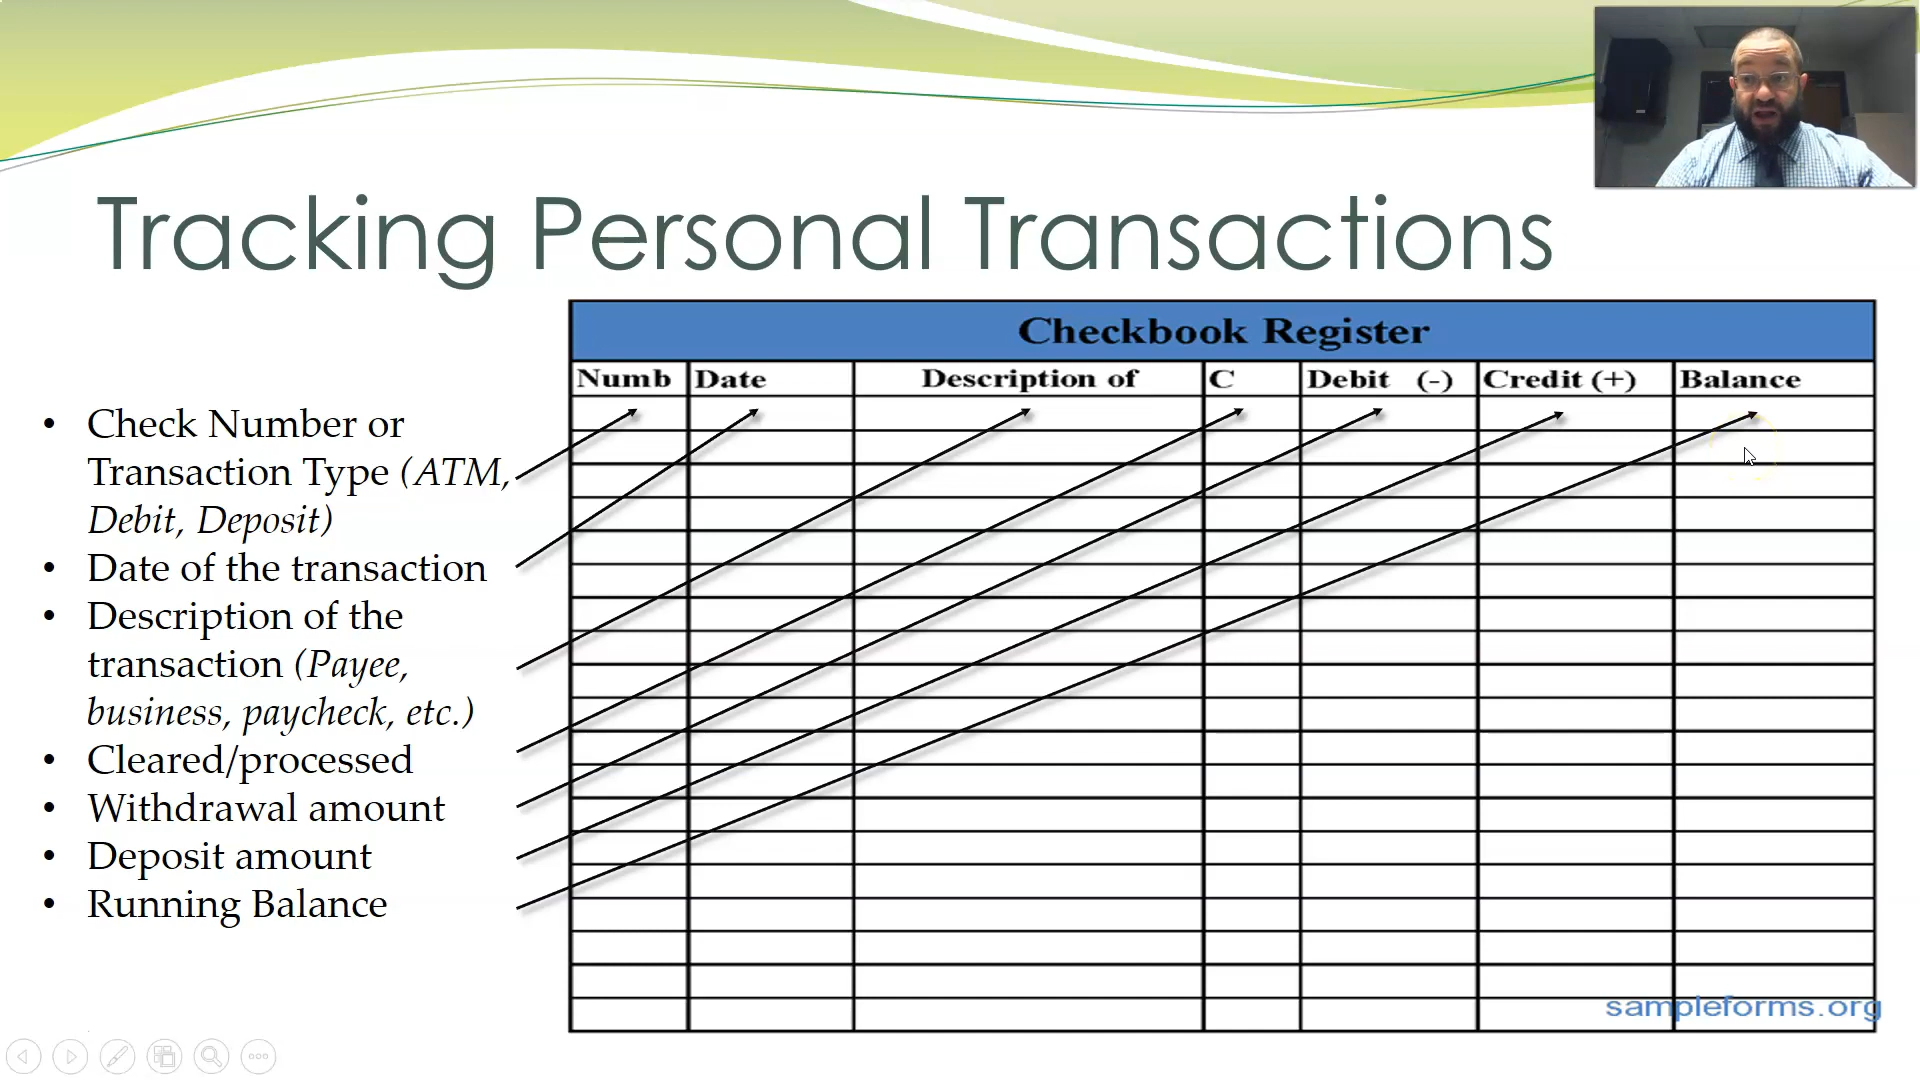 Tracking Personal Transactions
• Check Number or
Transaction Type (ATM,
Debit, Deposit)
• Date of the transaction
• Description of the
transaction (Payee,
business, paycheck, etc.)
• Cleared/processed
• Withdrawal amount
• Deposit amount
• Running Balance
Checkbook Register
Numb Date Description of C Debit (-) Credit (+) Balance
sampleforms.org